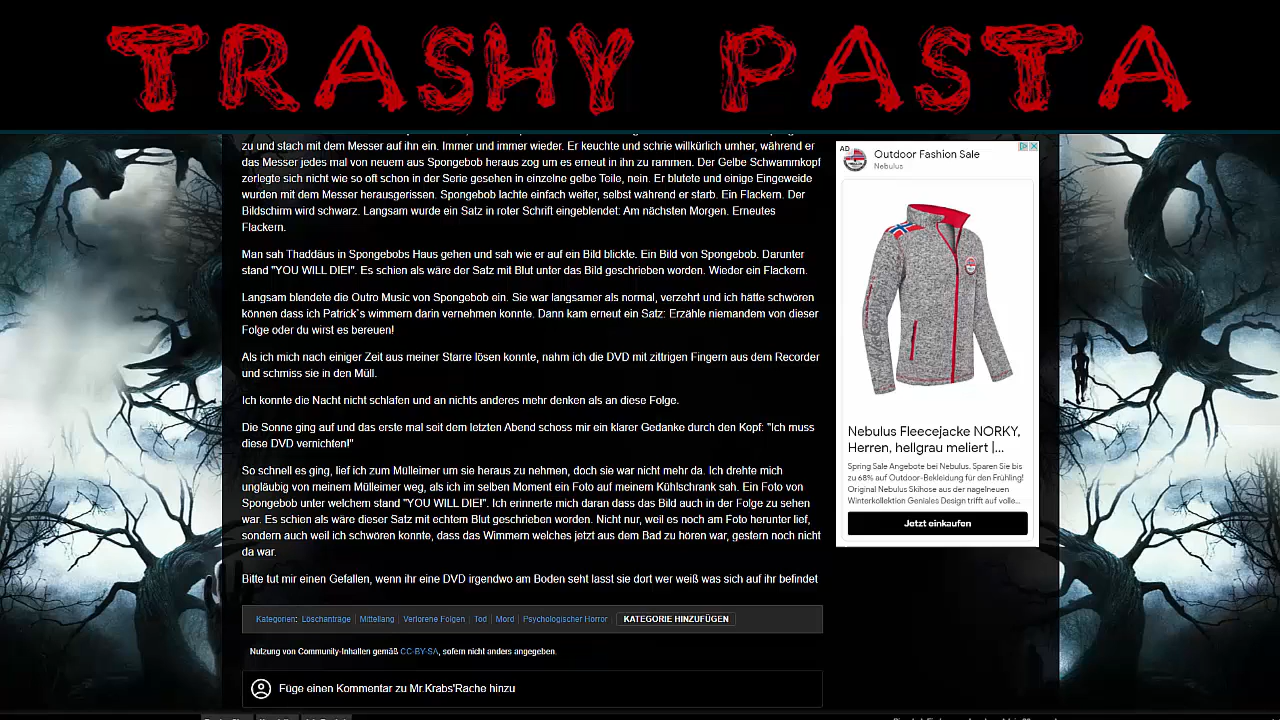 TRASHY PASTA
zu und stach mit dem Messer auf ihn ein. Immer und immer wieder. Er keuchte und schrie willkürlich umher, während er
das Messer jedes mal von neuem aus Spongebob heraus zog um es erneut in ihn zu rammen. Der Gelbe Schwammkopf
zerlegte sich nicht wie so oft schon in der Serie gesehen in einzelne gelbe Teile, nein. Er blutete und einige Eingeweide
wurden mit dem Messer herausgerissen. Spongebob lachte einfach weiter, selbst während er starb. Ein Flackern. Der
Bildschirm wird schwarz. Langsam wurde ein Satz in roter Schrift eingeblendet: Am nächsten Morgen. Erneutes
Flackern.
Man sah Thaddäus in Spongebobs Haus gehen und sah wie er auf ein Bild blickte. Ein Bild von Spongebob. Darunter
stand "YOU WILL DIE!". Es schien als wäre der Satz mit Blut unter das Bild geschrieben worden. Wieder ein Flackern.
Langsam blendete die Outro Music von Spongebob ein. Sie war langsamer als normal, verzehrt und ich hätte schwören
können dass ich Patrick`s wimmern darin vernehmen konnte. Dann kam erneut ein Satz: Erzähle niemandem von dieser
Folge oder du wirst es bereuen!
Als ich mich nach einiger Zeit aus meiner Starre lösen konnte, nahm ich die DVD mit zittrigen Fingern aus dem Recorder
und schmiss sie in den Müll.
Ich konnte die Nacht nicht schlafen und an nichts anderes mehr denken als an diese Folge.
Die Sonne ging auf und das erste mal seit dem letzten Abend schoss mir ein klarer Gedanke durch den Kopf: "Ich muss
diese DVD vernichten!"
So schnell es ging, lief ich zum Mülleimer um sie heraus zu nehmen, doch sie war nicht mehr da. Ich drehte mich
ungläubig von meinem Mülleimer weg, als ich im selben Moment ein Foto auf meinem Kühlschrank sah. Ein Foto von
Spongebob unter welchem stand "YOU WILL DIE!". Ich erinnerte mich daran dass das Bild auch in der Folge zu sehen
war. Es schien als wäre dieser Satz mit echtem Blut geschrieben worden. Nicht nur, weil es noch am Foto herunter lief,
sondern auch weil ich schwören konnte, dass das Wimmern welches jetzt aus dem Bad zu hören war, gestern noch nicht
da war.
Bitte tut mir einen Gefallen, wenn ihr eine DVD irgendwo am Boden seht lasst sie dort wer weiß was sich auf ihr befindet
Kategorien: Löschanträge Mittellang Verlorene Folgen Tod Mord Psychologischer Horror KATEGORIE HINZUFÜGEN
Nutzung von Community-Inhalten gemäß CC-BY-SA, sofern nicht anders angegeben.
Füge einen Kommentar zu Mr.Krabs'Rache hinzu
AD
Outdoor Fashion Sale
Nebulus
Nebulus Fleecejacke NORKY,
Herren, hellgrau meliert |...
Spring Sale Angebote bei Nebulus. Sparen Sie bis
zu 68% auf Outdoor-Bekleidung für den Frühling!
Original Nebulus Skihose aus der nagelneuen
Winterkollektion Geniales Design trifft auf volle...
Jetzt einkaufen